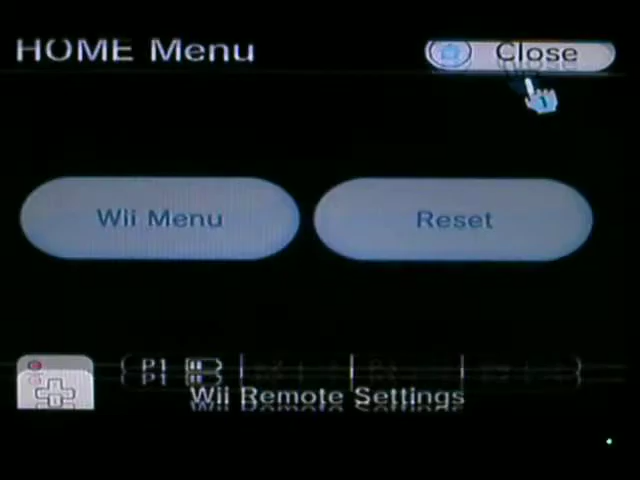 HOME Menu
Close
Wii Menu
Reset
P1
Wii Remote Settings